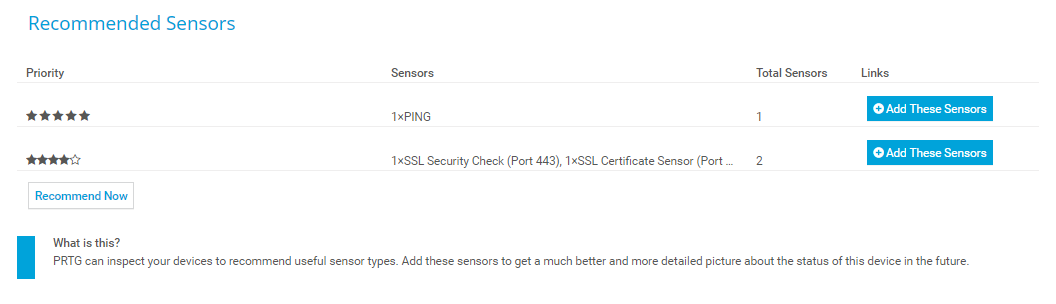 Recommended Sensors
Priority Sensors Total Sensors Links
1×PING 1 Add These Sensors
1×SSL Security Check (Port 443), 1×SSL Certificate Sensor (Port ... 2 Add These Sensors
Recommend Now
What is this?
PRTG can inspect your devices to recommend useful sensor types. Add these sensors to get a much better and more detailed picture about the status of this device in the future.